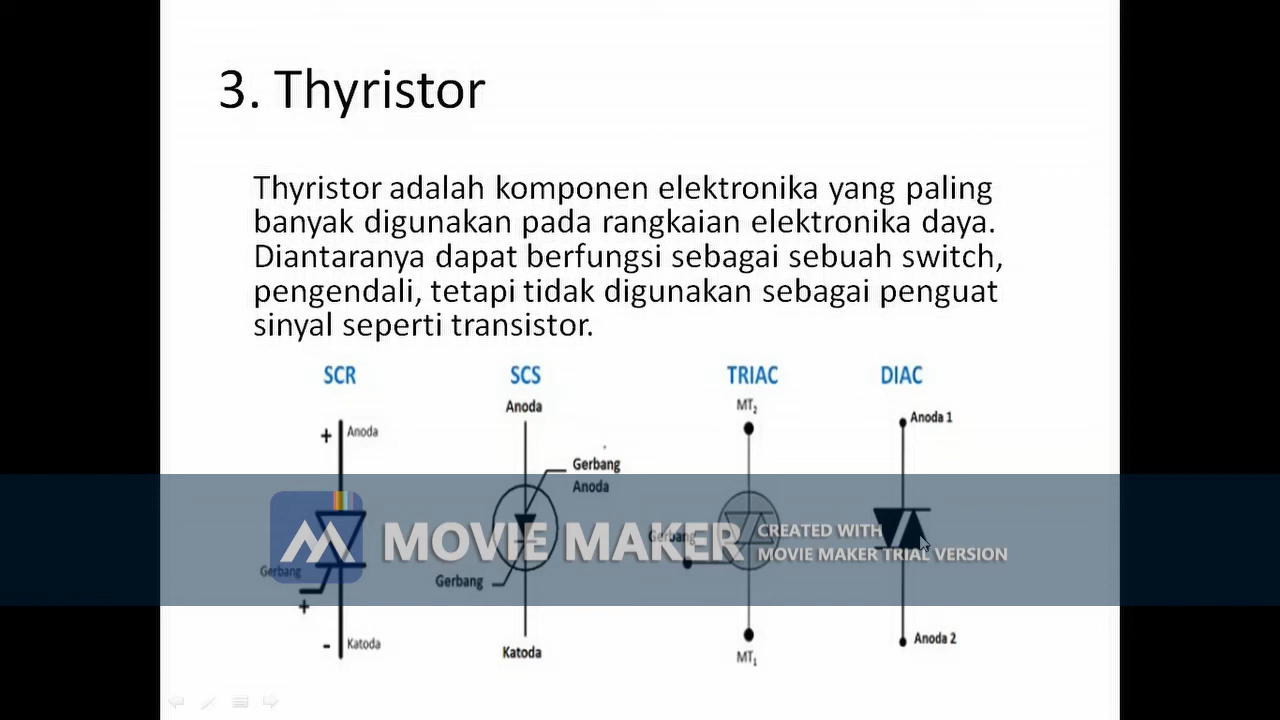 3. Thyristor
Thyristor adalah komponen elektronika yang paling
banyak digunakan pada rangkaian elektronika daya.
Diantaranya dapat berfungsi sebagai sebuah switch,
pengendali, tetapi tidak digunakan sebagai penguat
sinyal seperti transistor.
SCR SCS TRIAC DIAC
Anoda MT2
+ Anoda Anoda 1
Gerbang
Anoda
MOVIE MAKER
CREATED WITH
MOVIE MAKER TRIAL VERSION
Gerbang
Gerbang Gerbang
+
- Katoda Katoda Anoda 2
MT1